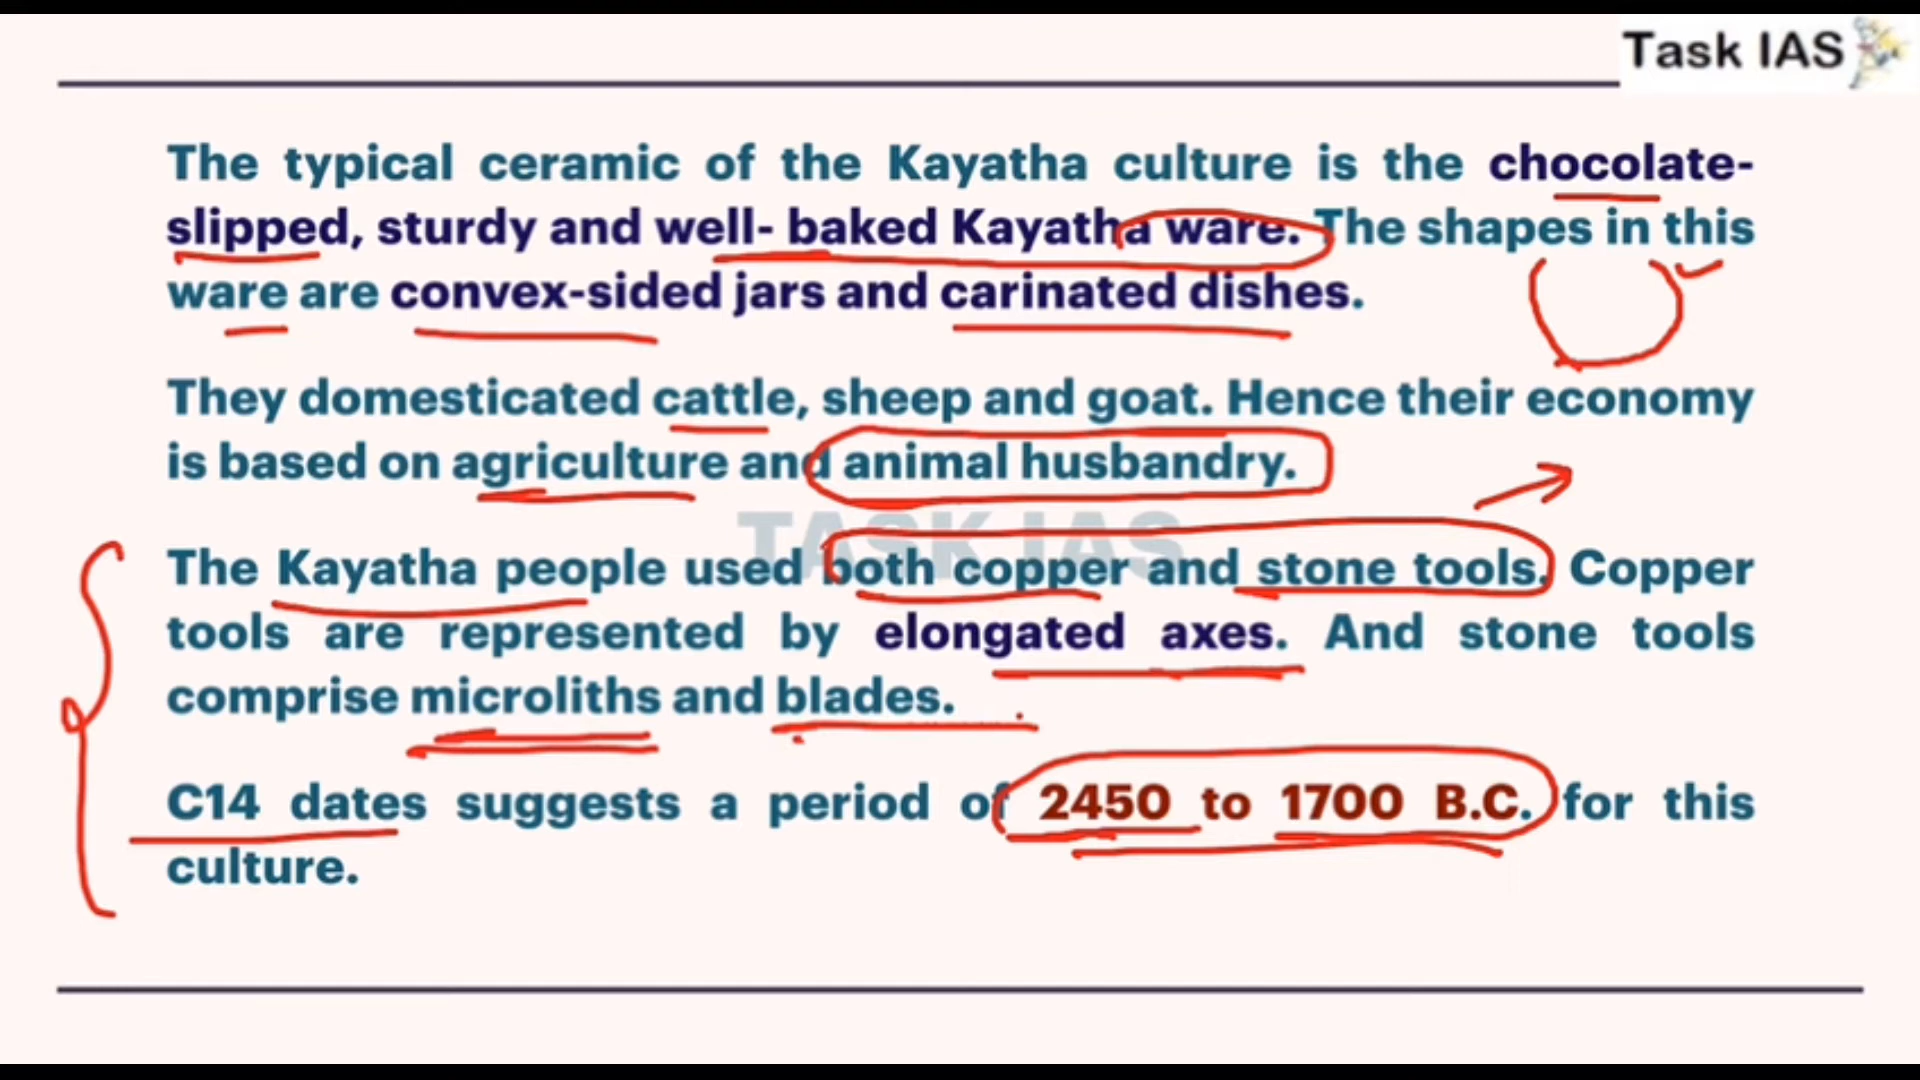 Task IAS
The typical ceramic of the Kayatha culture is the chocolate-
slipped, sturdy and well- baked Kayatha ware. The shapes in this
ware are convex-sided jars and carinated dishes.
They domesticated cattle, sheep and goat. Hence their economy
is based on agriculture and animal husbandry.
TASK IAS
The Kayatha people used both copper and stone tools. Copper
tools are represented by elongated axes. And stone tools
comprise microliths and blades.
C14 dates suggests a period of 2450 to 1700 B.C. for this
culture.